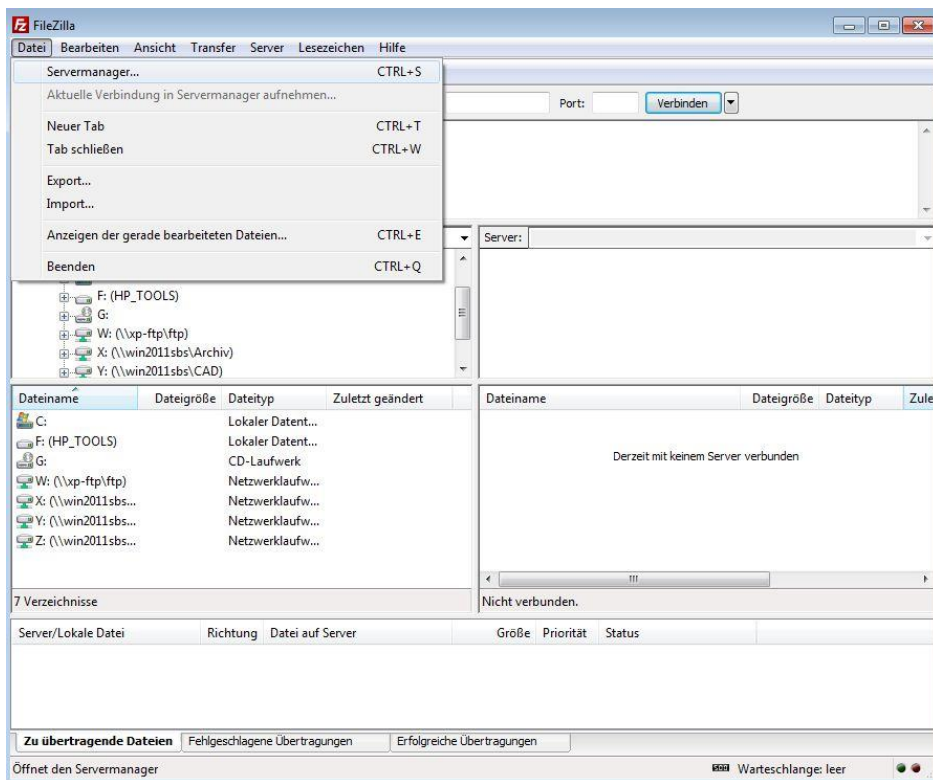 FileZilla
Datei Bearbeiten Ansicht Transfer Server Lesezeichen Hilfe
Servermanager... CTRL+S
Aktuelle Verbindung in Servermanager aufnehmen...
Port: Verbinden
Neuer Tab CTRL+T
Tab schließen CTRL+W
Export...
Import...
Anzeigen der gerade bearbeiteten Dateien... CTRL+E
Server:
Beenden CTRL+Q
F: (HP_TOOLS)
G:
W: (\\xp-ftp\ftp)
X: (\\win2011sbs\Archiv)
Y: (\\win2011sbs\CAD)
Dateiname Dateigröße Dateityp Zuletzt geändert
C: Lokaler Datent...
F: (HP_TOOLS) Lokaler Datent...
G: CD-Laufwerk
W: (\\xp-ftp\ftp) Netzwerklaufw...
X: (\\win2011sbs... Netzwerklaufw...
Y: (\\win2011sbs... Netzwerklaufw...
Z: (\\win2011sbs... Netzwerklaufw...
7 Verzeichnisse
Dateiname Dateigröße Dateityp Zule
Derzeit mit keinem Server verbunden
Nicht verbunden.
Server/Lokale Datei Richtung Datei auf Server Größe Priorität Status
Zu übertragende Dateien Fehlgeschlagene Übertragungen Erfolgreiche Übertragungen
Öffnet den Servermanager Warteschlange: leer